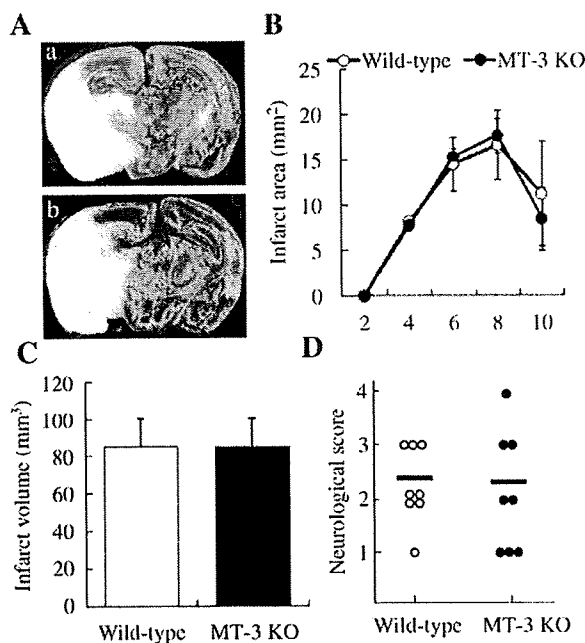 A
a
b
B
Wild-type MT-3 KO
Infarct area (mm²)
25
20
15
10
5
0
2 4 6 8 10
C
Infarct volume (mm³)
120
100
80
60
40
20
0
Wild-type MT-3 KO
D
Neurological score
4
3
2
1
Wild-type MT-3 KO